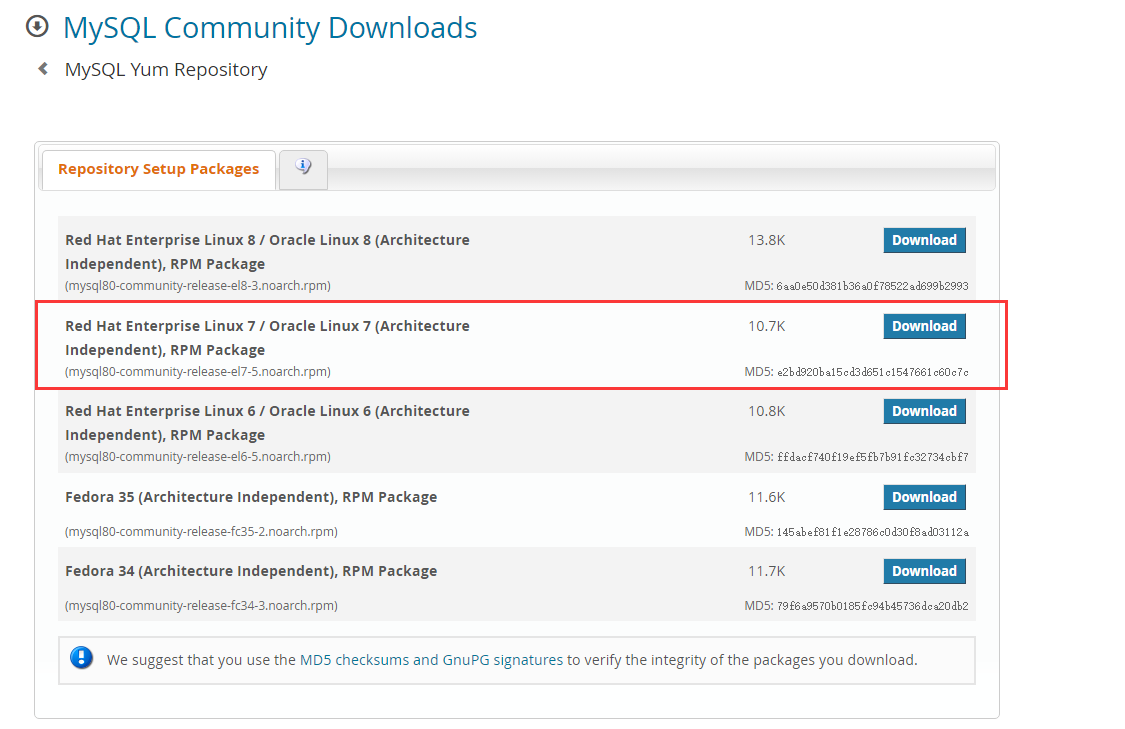 MySQL Community Downloads
MySQL Yum Repository
Repository Setup Packages
Red Hat Enterprise Linux 8 / Oracle Linux 8 (Architecture 13.8K Download
Independent), RPM Package
(mysql80-community-release-el8-3.noarch.rpm) MD5: 6aa0e50d381b36a0f78522ad699b2993
Red Hat Enterprise Linux 7 / Oracle Linux 7 (Architecture 10.7K Download
Independent), RPM Package
(mysql80-community-release-el7-5.noarch.rpm) MD5: e2bd920ba15cd3d651c1547661c60c7c
Red Hat Enterprise Linux 6 / Oracle Linux 6 (Architecture 10.8K Download
Independent), RPM Package
(mysql80-community-release-el6-5.noarch.rpm) MD5: ffdacf740f19ef5fb7b91fc32734cbf7
Fedora 35 (Architecture Independent), RPM Package 11.6K Download
(mysql80-community-release-fc35-2.noarch.rpm) MD5: 145abef81f1e28786c0d30f8ad03112a
Fedora 34 (Architecture Independent), RPM Package 11.7K Download
(mysql80-community-release-fc34-3.noarch.rpm) MD5: 79f6a9570b0185fc94b45736dca20db2
We suggest that you use the MD5 checksums and GnuPG signatures to verify the integrity of the packages you download.